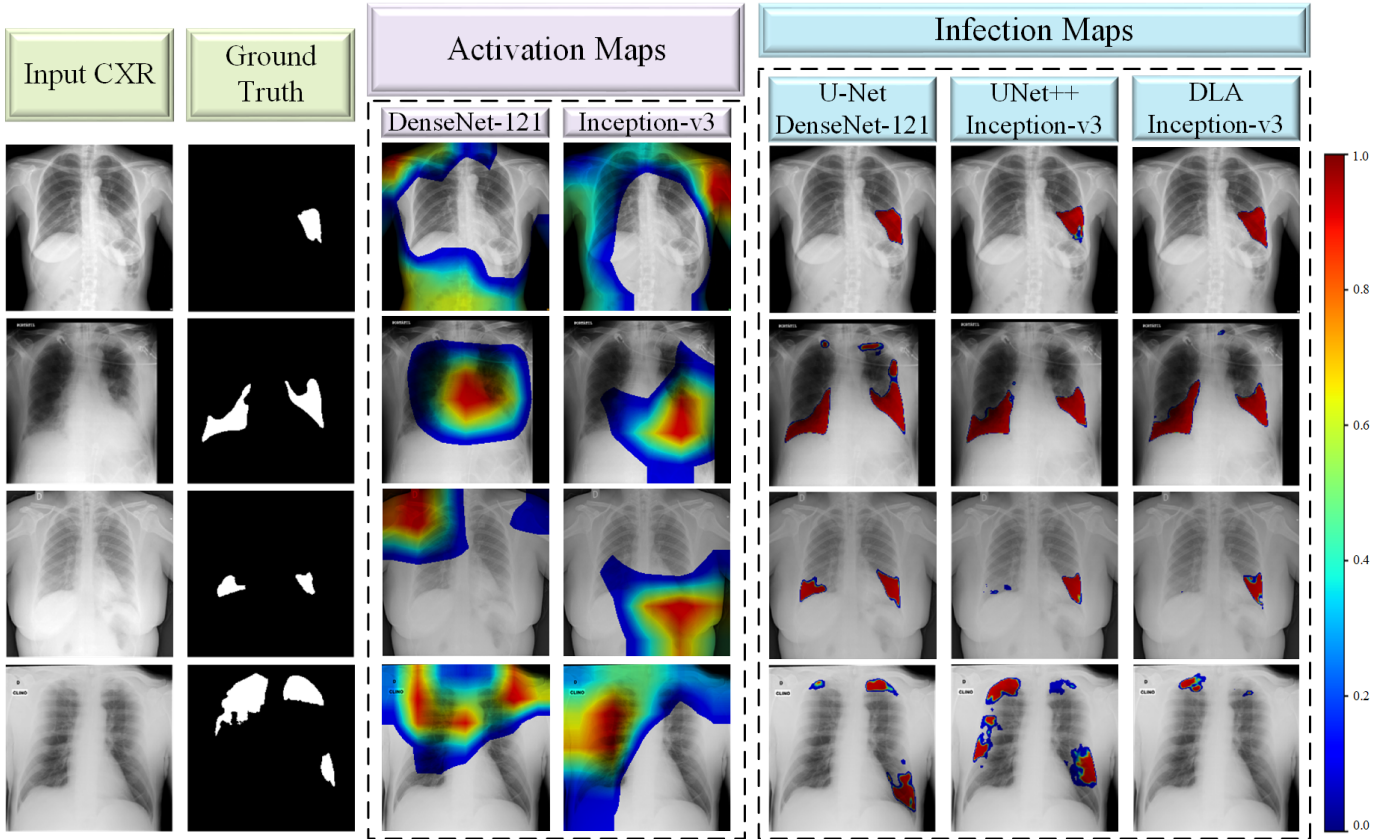 Input CXR
Ground
Truth
Activation Maps
Infection Maps
DenseNet-121
Inception-v3
U-Net
DenseNet-121
UNet++
Inception-v3
DLA
Inception-v3
1.0
0.8
0.6
0.4
0.2
0.0
D
D
D
D
D
CLINO
D
CLINO
D
CLINO
D
CLINO
D
CLINO
D
CLINO